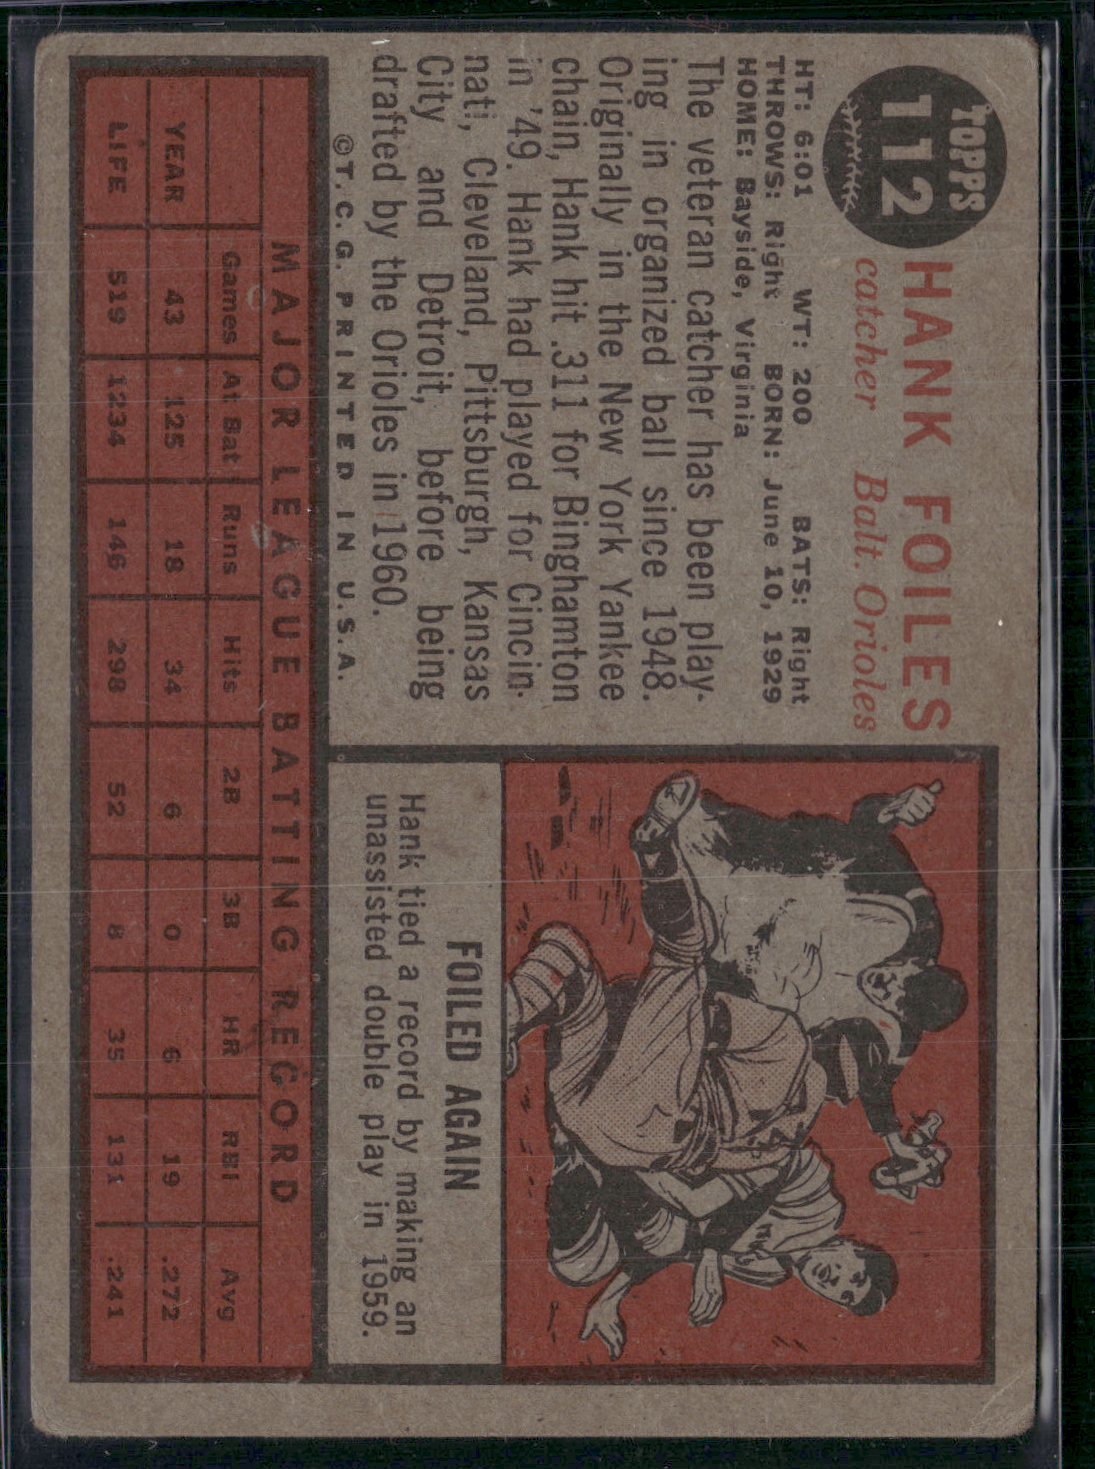 TOPPS
112
HANK FOILES
catcher Balt. Orioles
HT: 6:01 WT: 200 BATS: Right
THROWS: Right BORN: June 10, 1929
HOME: Bayside, Virginia
The veteran catcher has been play-
ing in organized ball since 1948.
Originally in the New York Yankee
chain, Hank hit .311 for Binghamton
in '49. Hank had played for Cincin-
nati, Cleveland, Pittsburgh, Kansas
City and Detroit, before being
drafted by the Orioles in 1960.
©T.C.G. PRINTED IN U.S.A.
FOILED AGAIN
Hank tied a record by making an
unassisted double play in 1959.
MAJOR LEAGUE BATTING RECORD
Games At Bat Runs Hits 2B 3B HR RBI Avg
YEAR 43 125 18 34 6 0 6 19 .272
LIFE 519 1234 146 298 52 8 35 131 .241